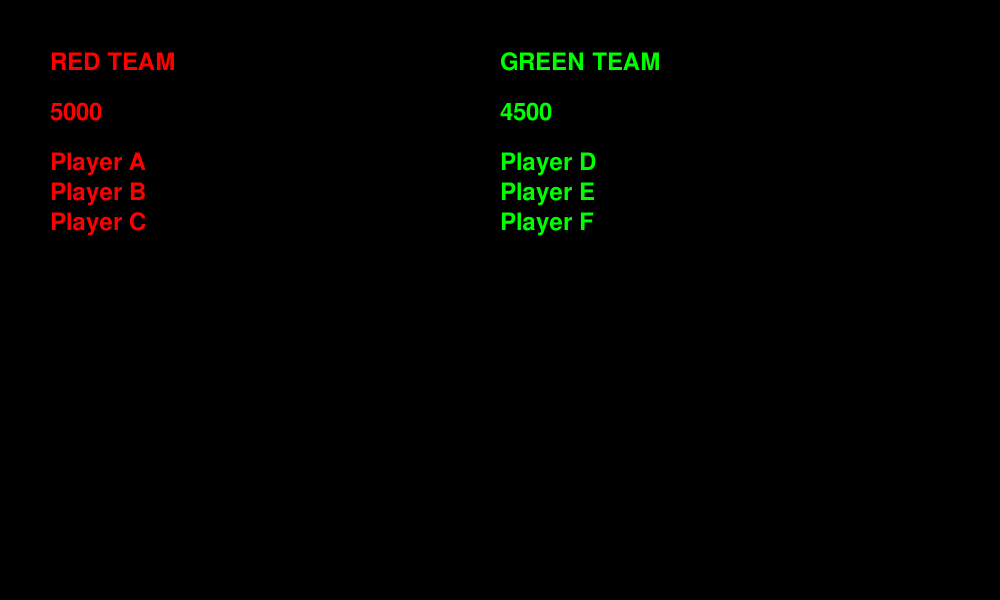 RED TEAM
5000
Player A
Player B
Player C
GREEN TEAM
4500
Player D
Player E
Player F